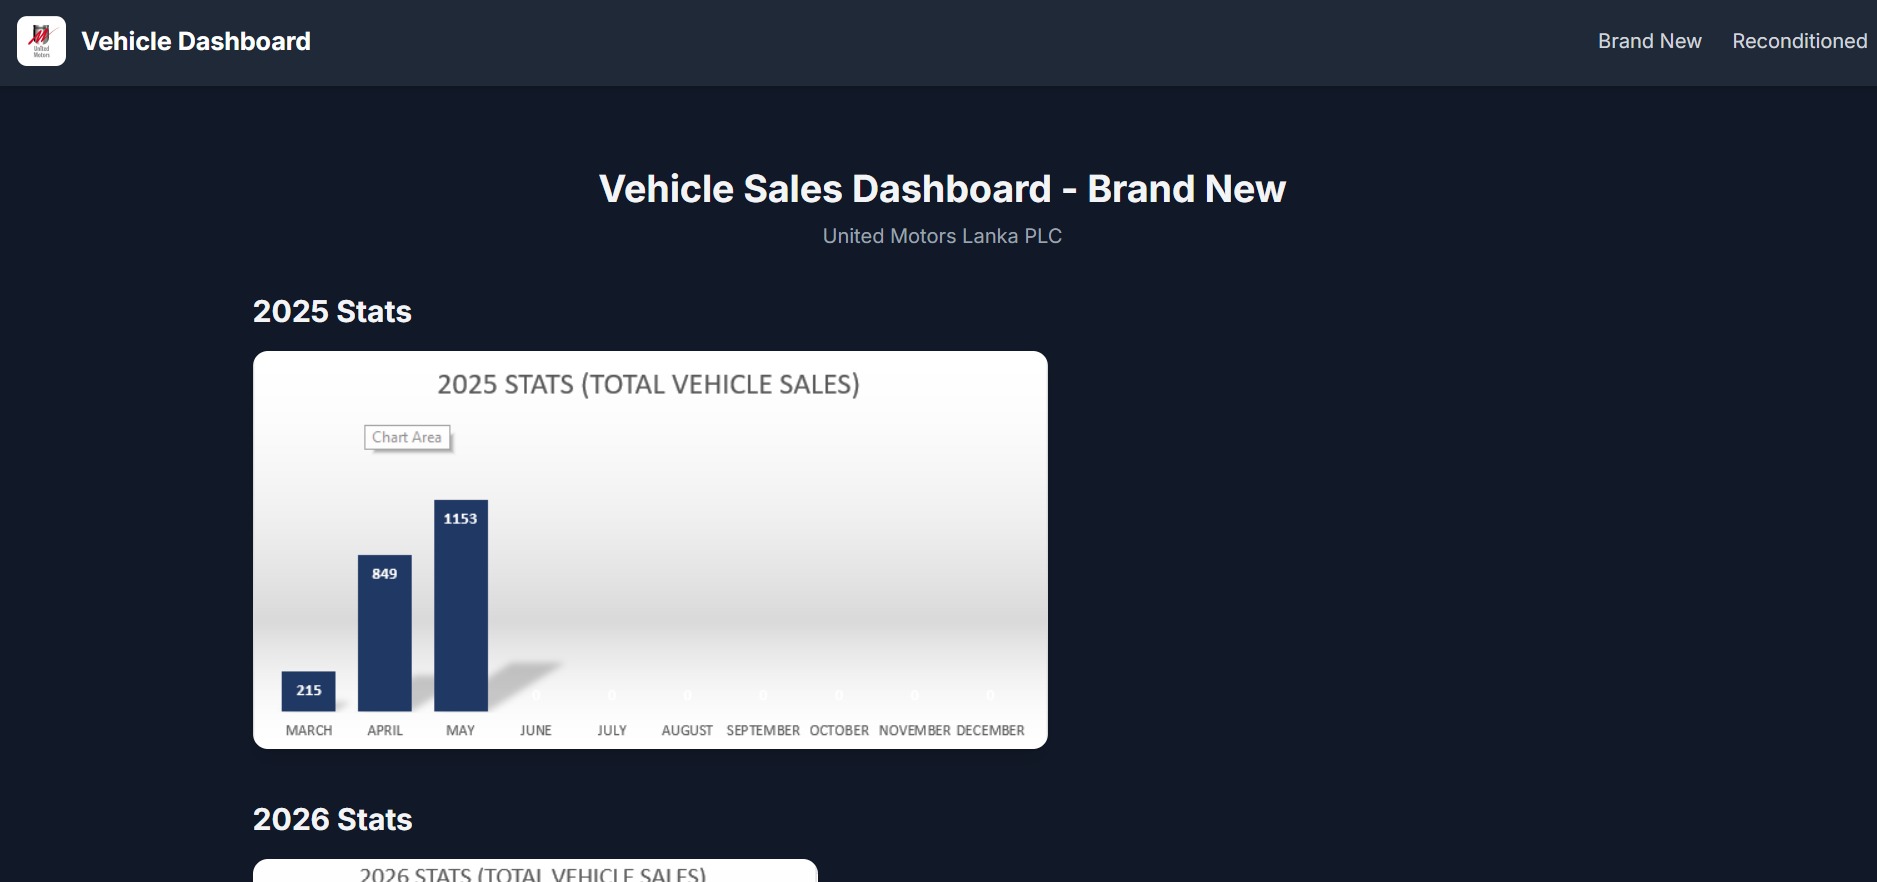 United
Motors
Vehicle Dashboard
Brand New
Reconditioned
Vehicle Sales Dashboard - Brand New
United Motors Lanka PLC
2025 Stats
2025 STATS (TOTAL VEHICLE SALES)
Chart Area
1153
849
215
0 0 0 0 0 0 0
MARCH APRIL MAY JUNE JULY AUGUST SEPTEMBER OCTOBER NOVEMBER DECEMBER
2026 Stats
2026 STATS (TOTAL VEHICLE SALES)